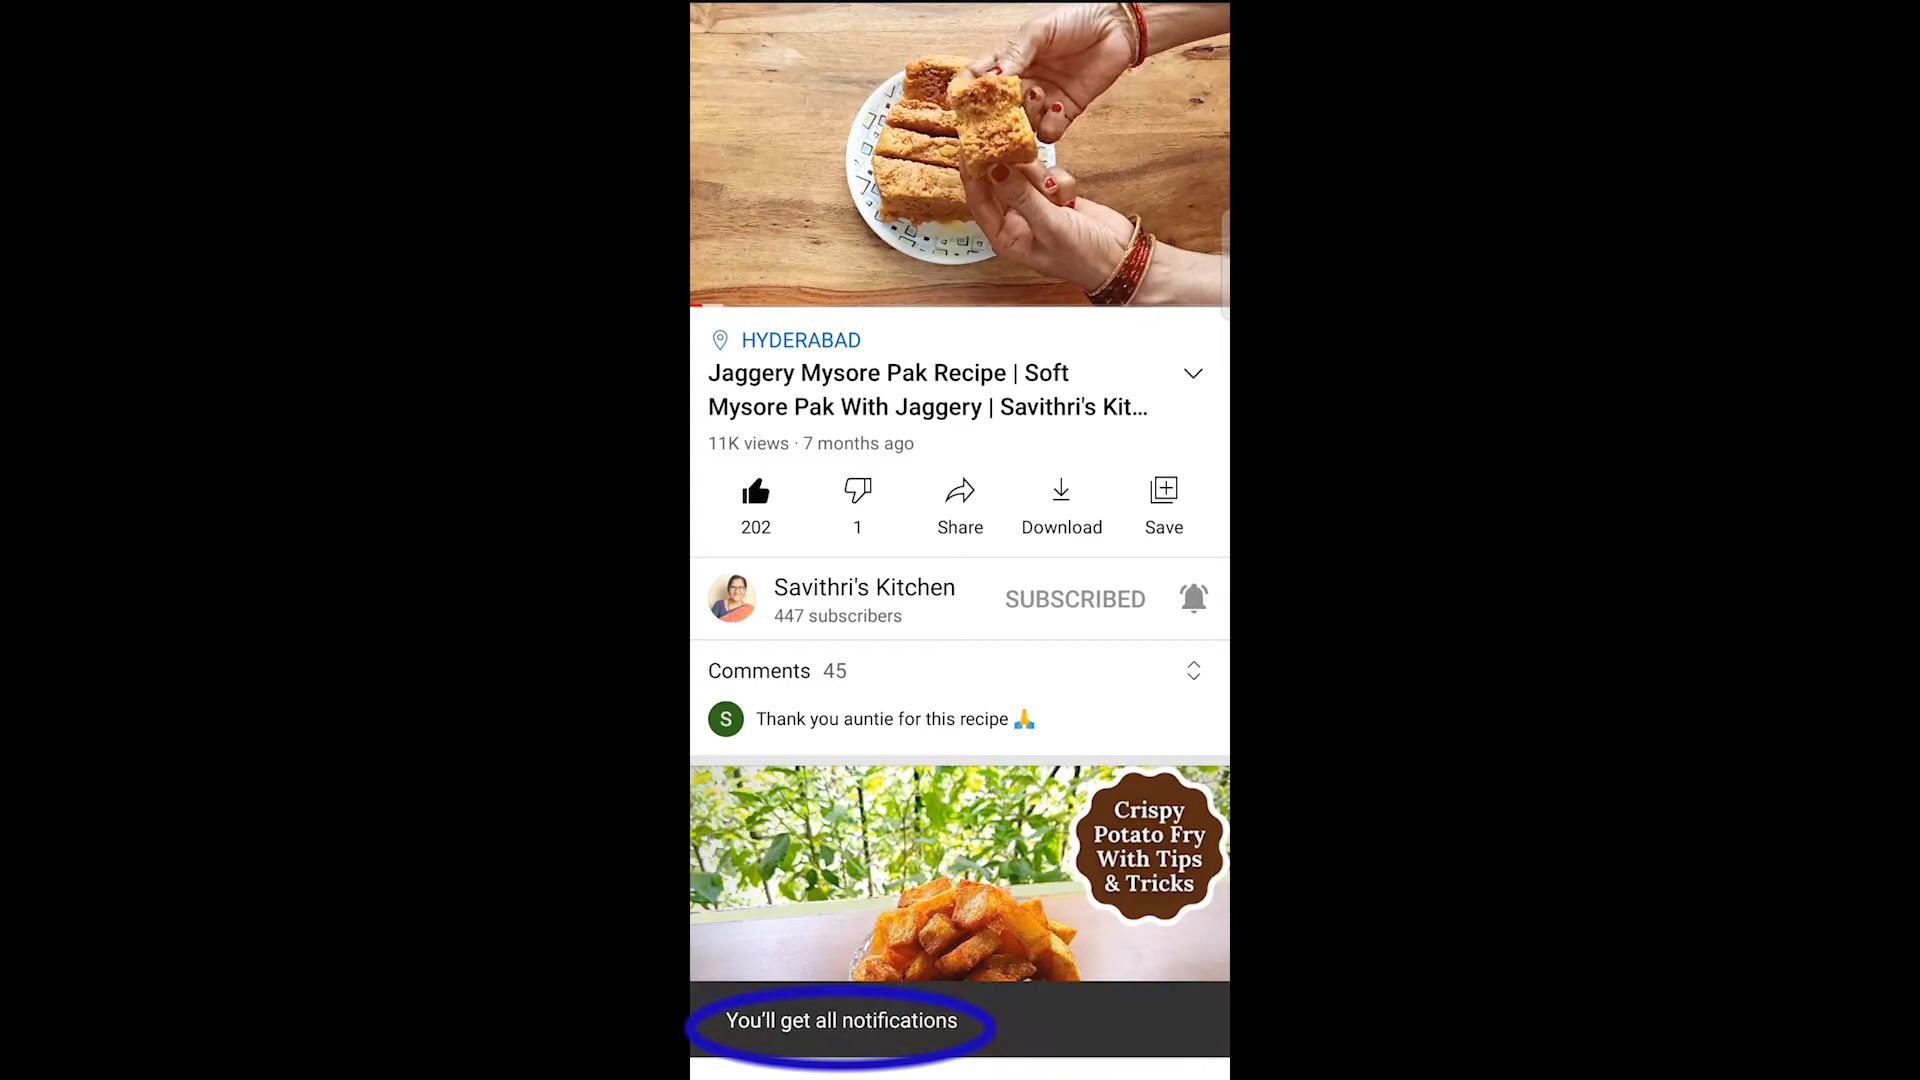 HYDERABAD
Jaggery Mysore Pak Recipe | Soft
Mysore Pak With Jaggery | Savithri's Kit...
11K views · 7 months ago
202
1
Share
Download
Save
Savithri's Kitchen
447 subscribers
SUBSCRIBED
Comments 45
S
Thank you auntie for this recipe 🙏
Crispy
Potato Fry
With Tips
& Tricks
You'll get all notifications